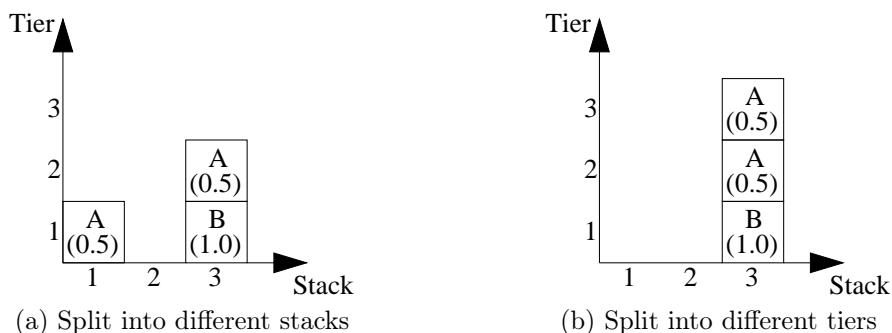 Tier
3
2
1
A
(0.5)
A
(0.5)
B
(1.0)
1 2 3
Stack
(a) Split into different stacks
Tier
3
2
1
A
(0.5)
A
(0.5)
B
(1.0)
1 2 3
Stack
(b) Split into different tiers